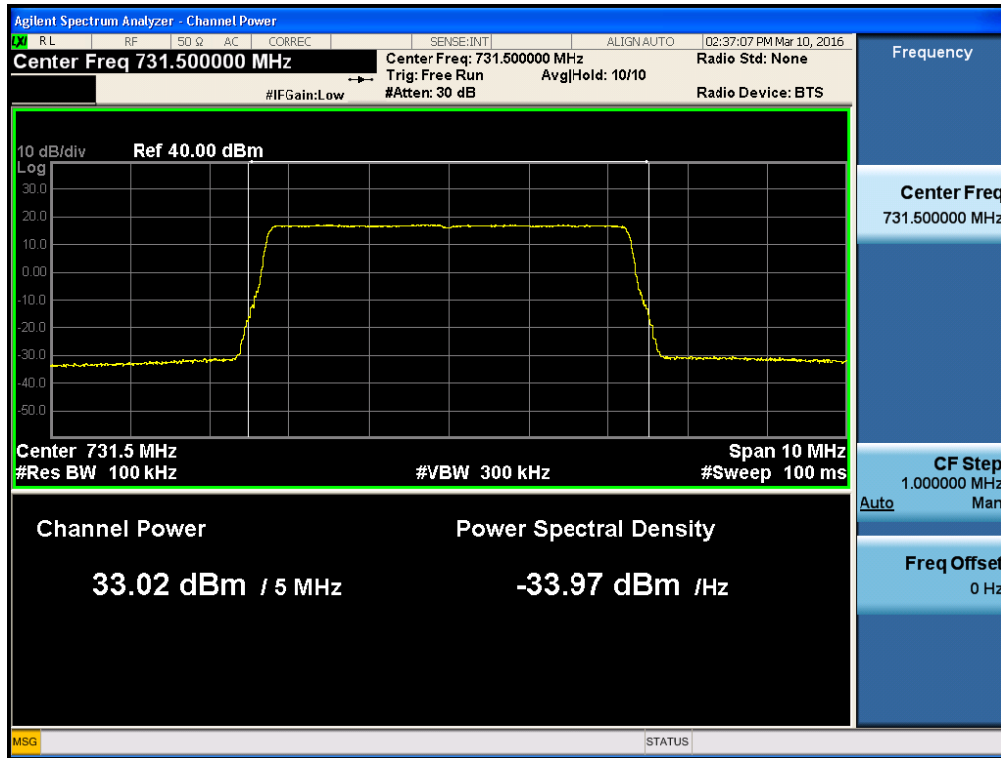 Agilent Spectrum Analyzer - Channel Power
LXI RL RF 50 Ω AC CORREC SENSE:INT ALIGN AUTO 02:37:07 PM Mar 10, 2016
Center Freq 731.500000 MHz
Center Freq: 731.500000 MHz Radio Std: None
Trig: Free Run Avg|Hold: 10/10
#IFGain:Low #Atten: 30 dB Radio Device: BTS
10 dB/div Ref 40.00 dBm
Log
30.0
20.0
10.0
0.00
-10.0
-20.0
-30.0
-40.0
-50.0
Center 731.5 MHz Span 10 MHz
#Res BW 100 kHz #VBW 300 kHz #Sweep 100 ms
Channel Power Power Spectral Density
33.02 dBm / 5 MHz -33.97 dBm /Hz
MSG STATUS
Frequency
Center Freq
731.500000 MHz
CF Step
1.000000 MHz
Auto Man
Freq Offset
0 Hz